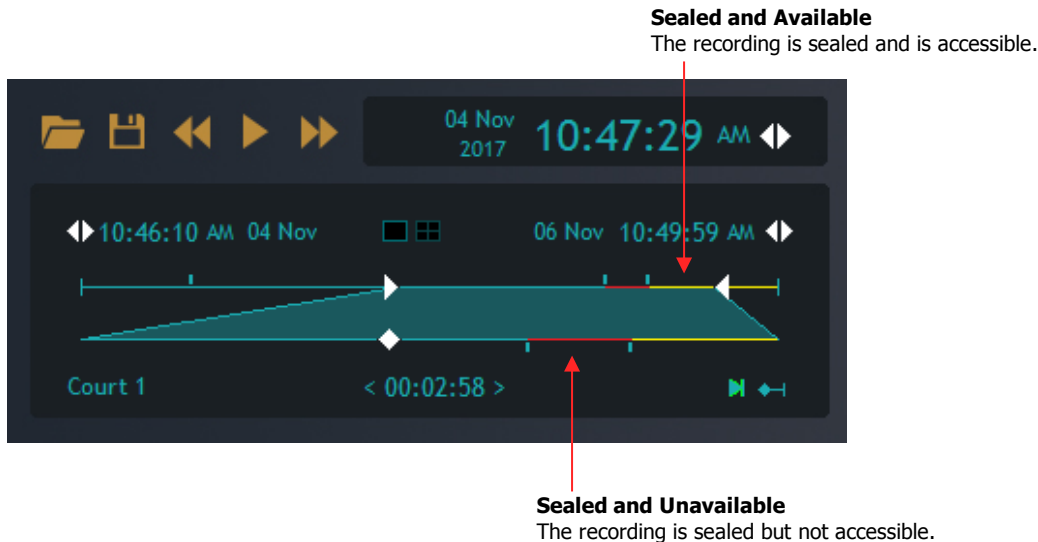 Sealed and Available
The recording is sealed and is accessible.
04 Nov
2017
10:47:29 AM
10:46:10 AM 04 Nov
06 Nov 10:49:59 AM
Court 1
< 00:02:58 >
Sealed and Unavailable
The recording is sealed but not accessible.